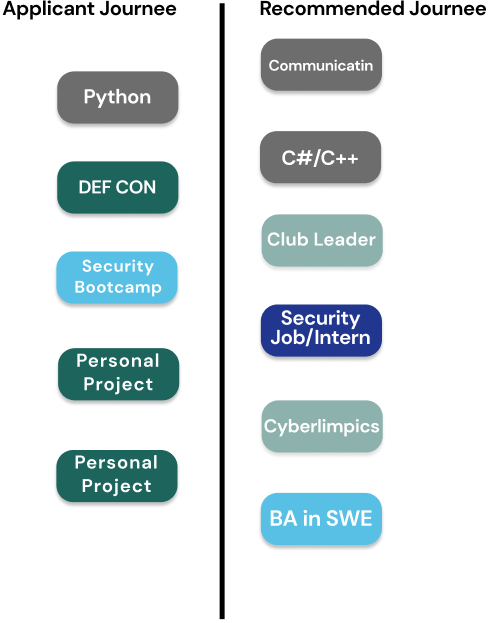 Applicant Journee
Python
DEF CON
Security
Bootcamp
Personal
Project
Personal
Project
Recommended Journee
Communicatin
C#/C++
Club Leader
Security
Job/Intern
Cyberlimpics
BA in SWE